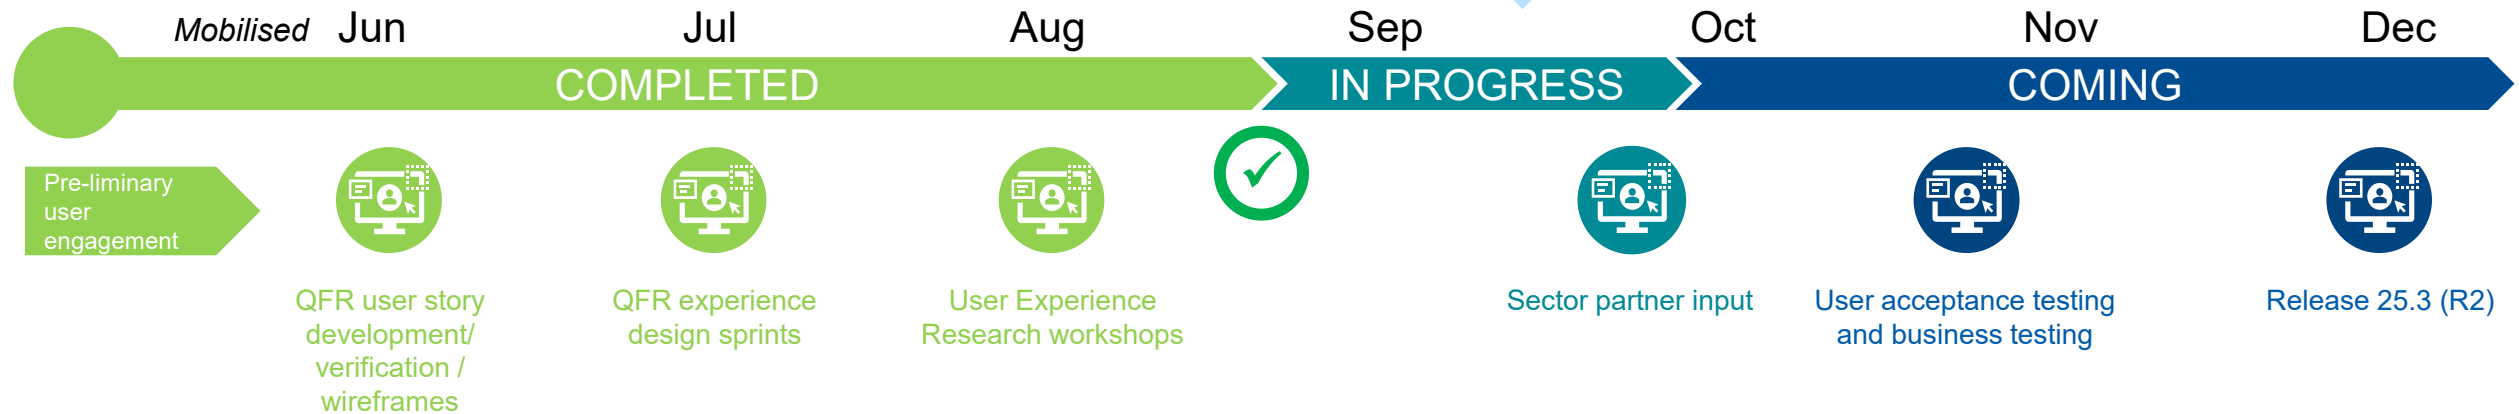 Mobilised
Jun
Jul
Aug
Sep
Oct
Nov
Dec
COMPLETED
IN PROGRESS
COMING
Pre-liminary
user
engagement
QFR user story
development/
verification /
wireframes
QFR experience
design sprints
User Experience
Research workshops
Sector partner input
User acceptance testing
and business testing
Release 25.3 (R2)